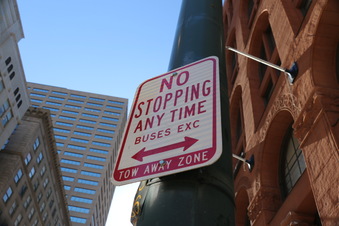 NO
STOPPING
ANY TIME
BUSES EXC
TOW AWAY ZONE